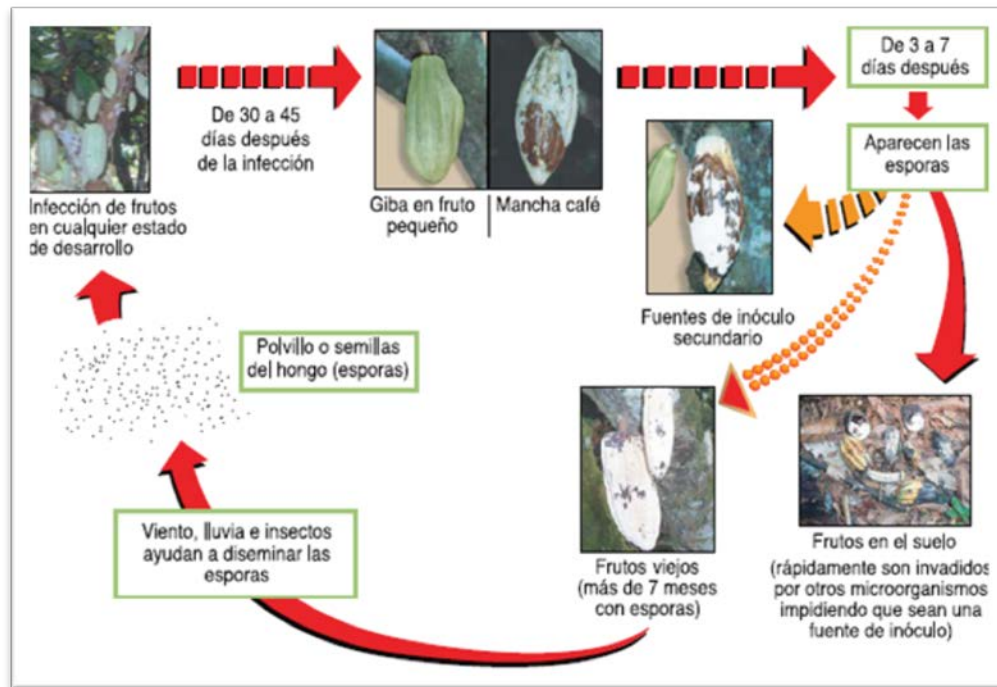 Infección de frutos
en cualquier estado
de desarrollo
De 30 a 45
días después
de la infección
Giba en fruto
pequeño
Mancha café
De 3 a 7
días después
Aparecen las
esporas
Fuentes de inóculo
secundario
Polvillo o semillas
del hongo (esporas)
Viento, lluvia e insectos
ayudan a diseminar las
esporas
Frutos viejos
(más de 7 meses
con esporas)
Frutos en el suelo
(rápidamente son invadidos
por otros microorganismos
impidiendo que sean una
fuente de inóculo)